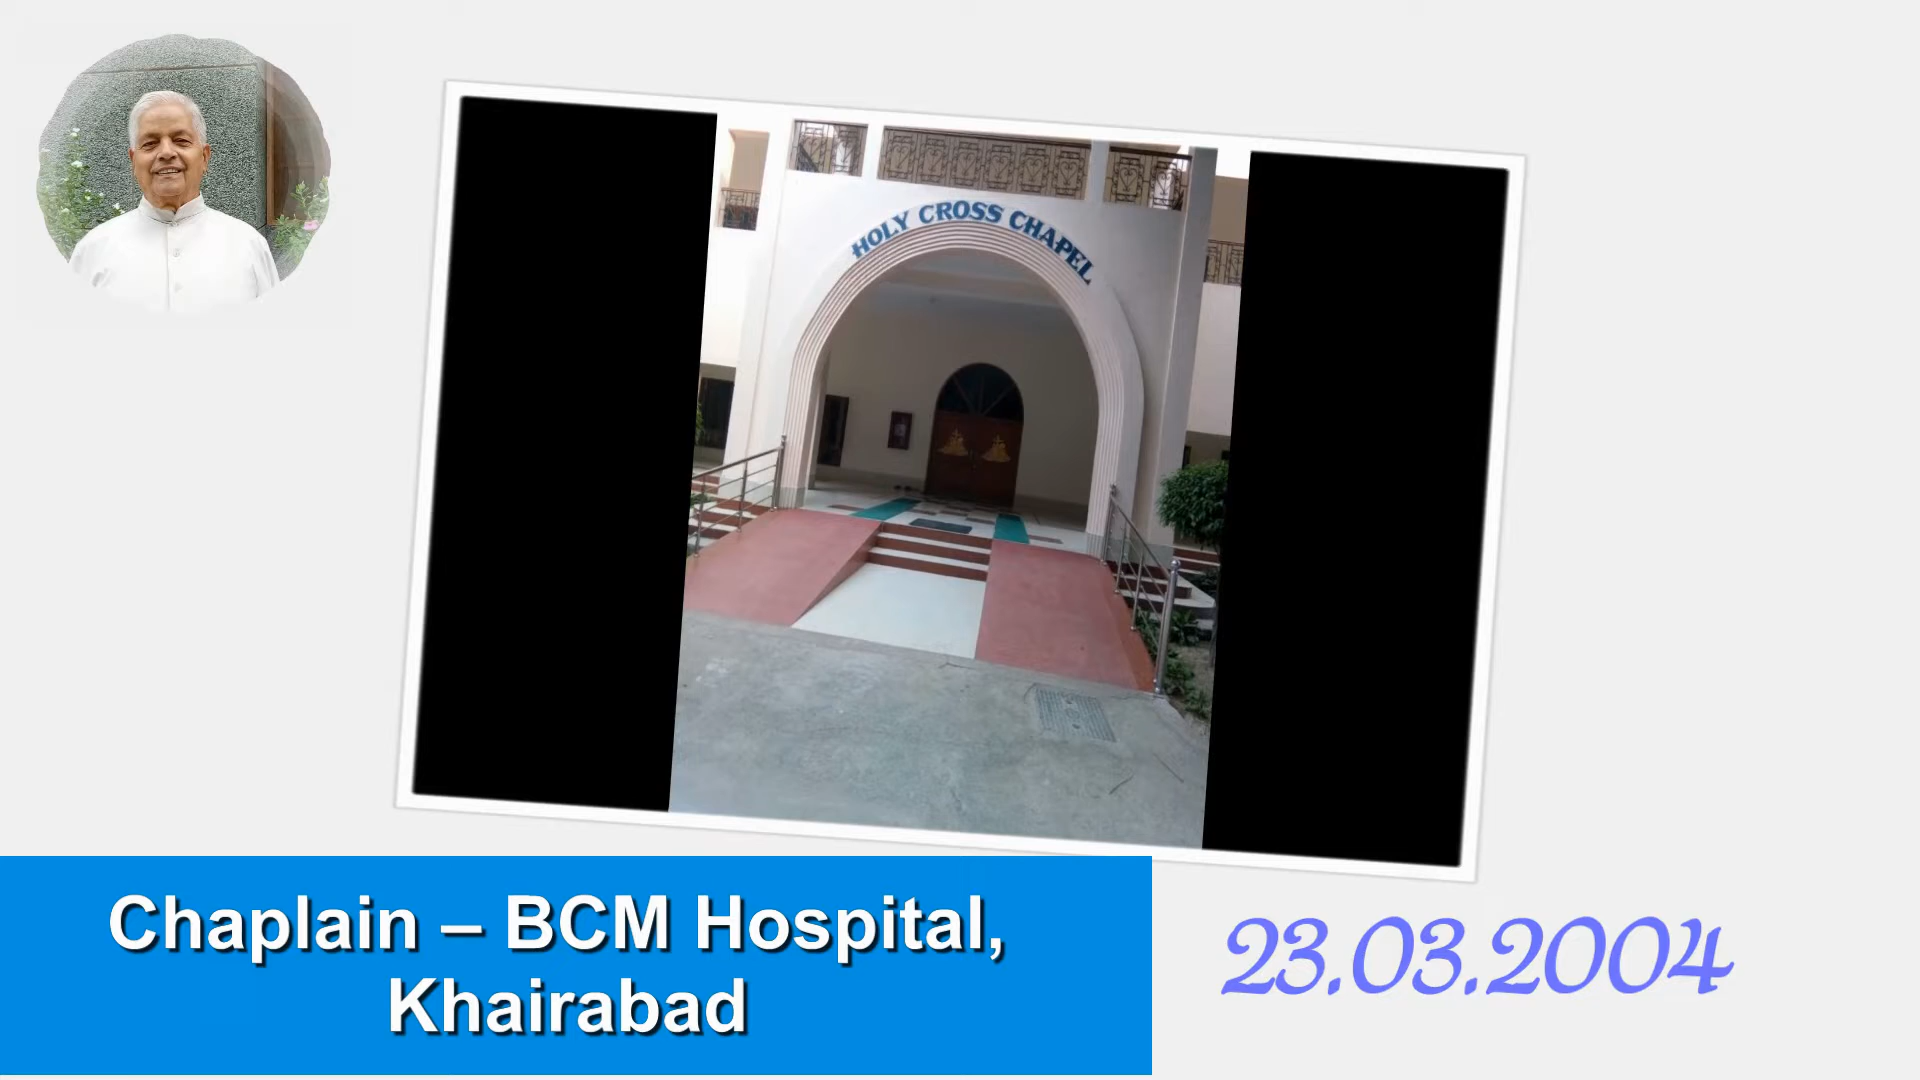 HOLY CROSS CHAPEL
Chaplain – BCM Hospital,
Khairabad
23.03.2004